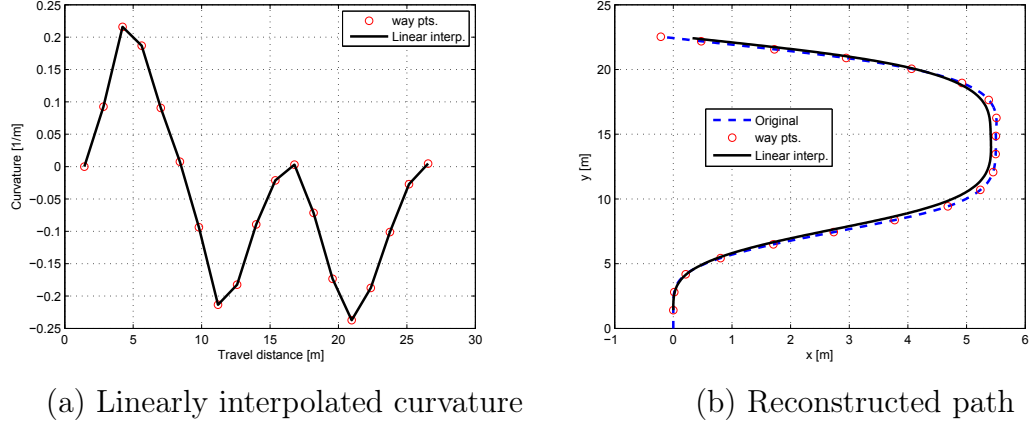 0.25
0.2
0.15
0.1
0.05
0
−0.05
−0.1
−0.15
−0.2
−0.25
0 5 10 15 20 25 30
Curvature [1/m]
Travel distance [m]
way pts.
Linear interp.
25
20
15
10
5
0
−1 0 1 2 3 4 5 6
y [m]
x [m]
Original
way pts.
Linear interp.
(a) Linearly interpolated curvature
(b) Reconstructed path